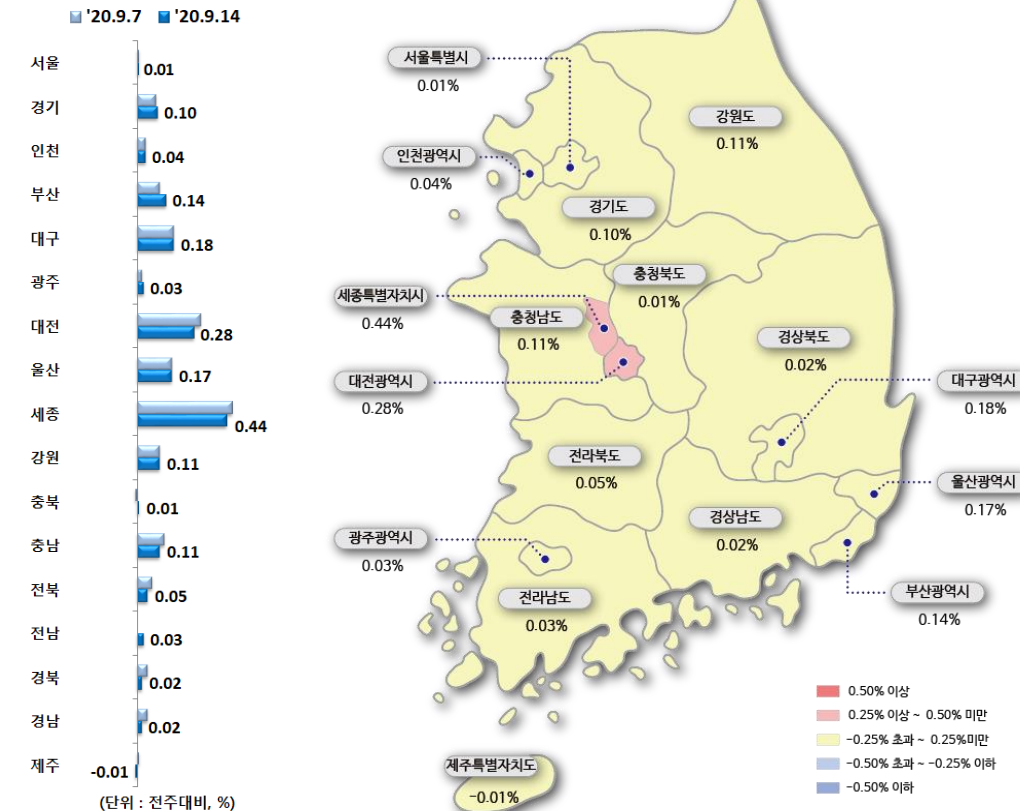 '20.9.7 '20.9.14
서울 0.01
경기 0.10
인천 0.04
부산 0.14
대구 0.18
광주 0.03
대전 0.28
울산 0.17
세종 0.44
강원 0.11
충북 0.01
충남 0.11
전북 0.05
전남 0.03
경북 0.02
경남 0.02
제주 -0.01
(단위 : 전주대비, %)
서울특별시
0.01%
강원도
0.11%
인천광역시
0.04%
경기도
0.10%
충청북도
0.01%
세종특별자치시
0.44%
충청남도
0.11%
경상북도
0.02%
대전광역시
0.28%
대구광역시
0.18%
전라북도
0.05%
울산광역시
0.17%
경상남도
0.02%
광주광역시
0.03%
전라남도
0.03%
부산광역시
0.14%
제주특별자치도
-0.01%
0.50% 이상
0.25% 이상 ~ 0.50% 미만
-0.25% 초과 ~ 0.25%미만
-0.50% 초과 ~ -0.25% 이하
-0.50% 이하